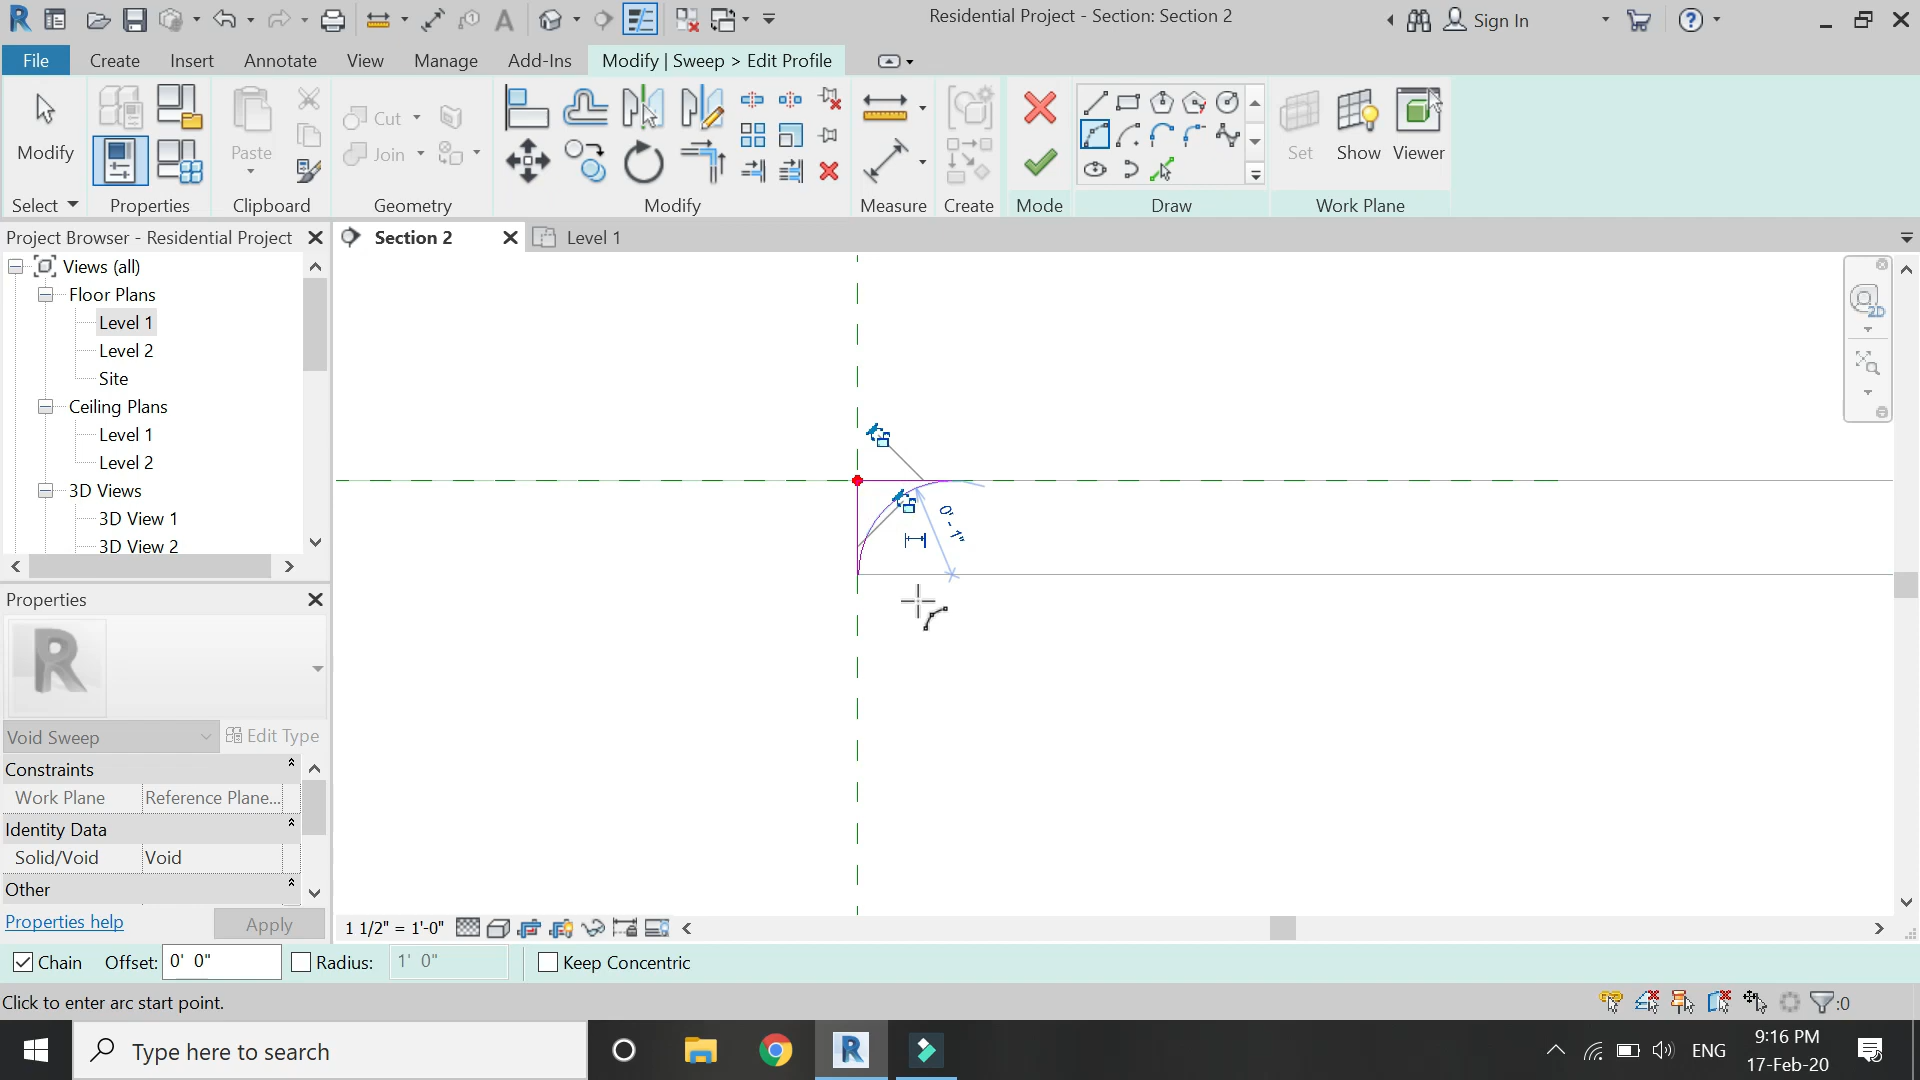 Residential Project - Section: Section 2
Sign In
File
Create
Insert
Annotate
View
Manage
Add-Ins
Modify | Sweep > Edit Profile
Modify
Paste
Cut
Join
Set
Show
Viewer
Select
Properties
Clipboard
Geometry
Modify
Measure
Create
Mode
Draw
Work Plane
Project Browser - Residential Project
Section 2
Level 1
Views (all)
Floor Plans
Level 1
Level 2
Site
Ceiling Plans
Level 1
Level 2
3D Views
3D View 1
3D View 2
2D
0' - 1"
Properties
Void Sweep
Edit Type
Constraints
Work Plane
Reference Plane...
Identity Data
Solid/Void
Void
Other
Properties help
Apply
1 1/2" = 1'-0"
Chain
Offset:
0' 0"
Radius:
1' 0"
Keep Concentric
Click to enter arc start point.
:0
Type here to search
ENG
9:16 PM
17-Feb-20